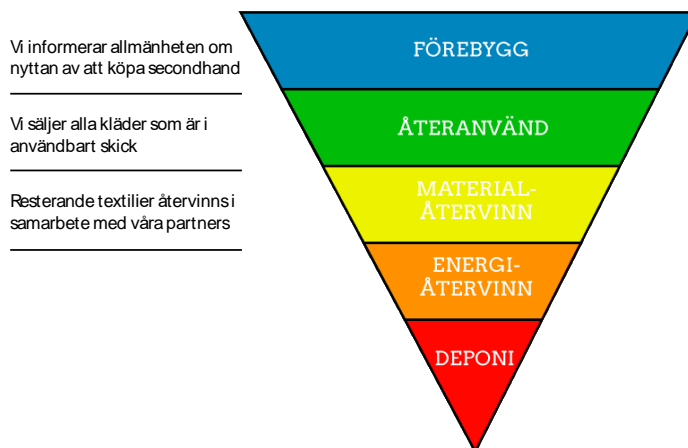 Vi informerar allmänheten om
nyttan av att köpa secondhand
FÖREBYGG
Vi säljer alla kläder som är i
användbart skick
ÅTERANVÄND
Resterande textilier återvinns i
samarbete med våra partners
MATERIAL-
ÅTERVINN
ENERGI-
ÅTERVINN
DEPONI